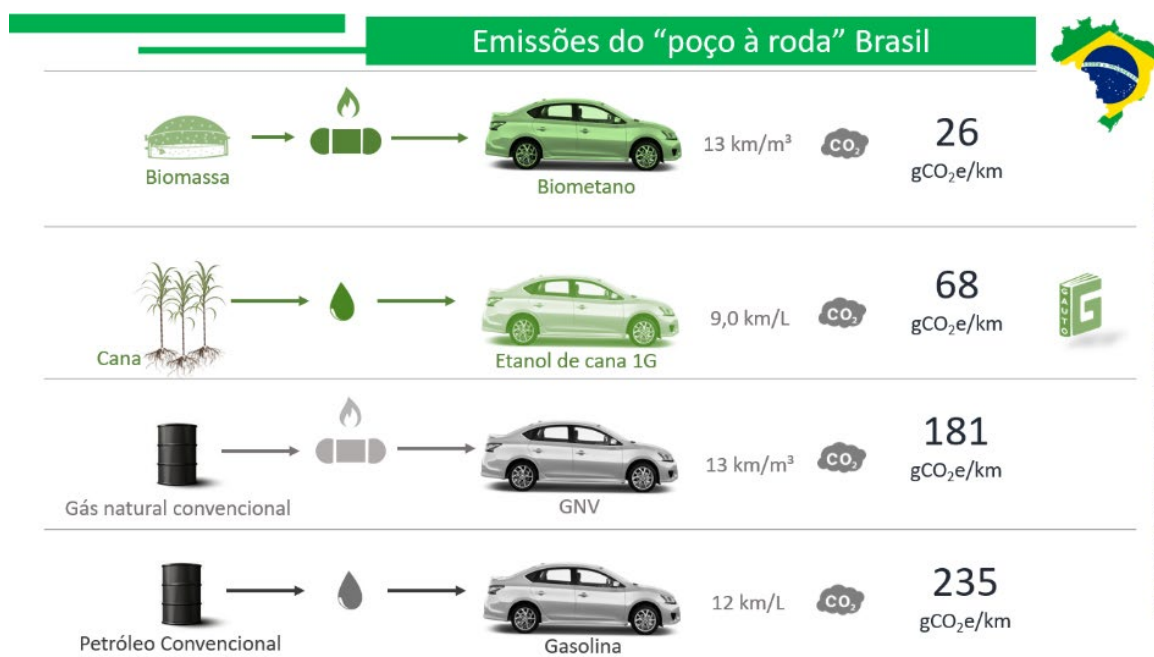 Emissões do “poço à roda” Brasil
Biomassa
Biometano
13 km/m³
CO₂
26
gCO₂e/km
Cana
Etanol de cana 1G
9,0 km/L
CO₂
68
gCO₂e/km
GAUTO
G
Gás natural convencional
GNV
13 km/m³
CO₂
181
gCO₂e/km
Petróleo Convencional
Gasolina
12 km/L
CO₂
235
gCO₂e/km